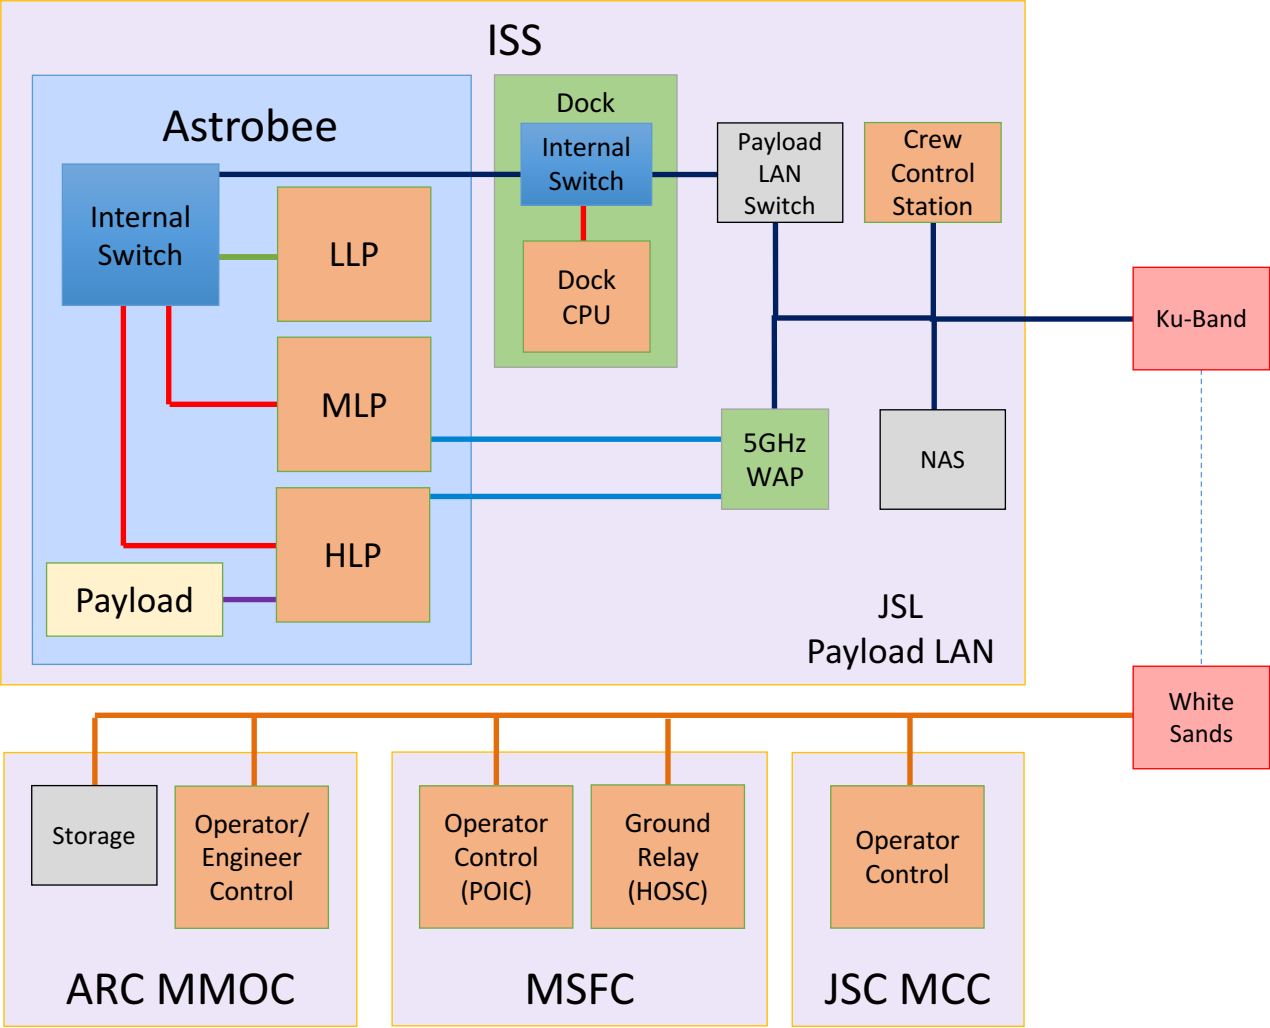 ISS
Astrobee
Internal
Switch
LLP
MLP
HLP
Payload
Dock
Internal
Switch
Dock
CPU
Payload
LAN
Switch
Crew
Control
Station
5GHz
WAP
NAS
JSL
Payload LAN
Ku-Band
White
Sands
Storage
Operator/
Engineer
Control
ARC MMOC
Operator
Control
(POIC)
Ground
Relay
(HOSC)
MSFC
Operator
Control
JSC MCC